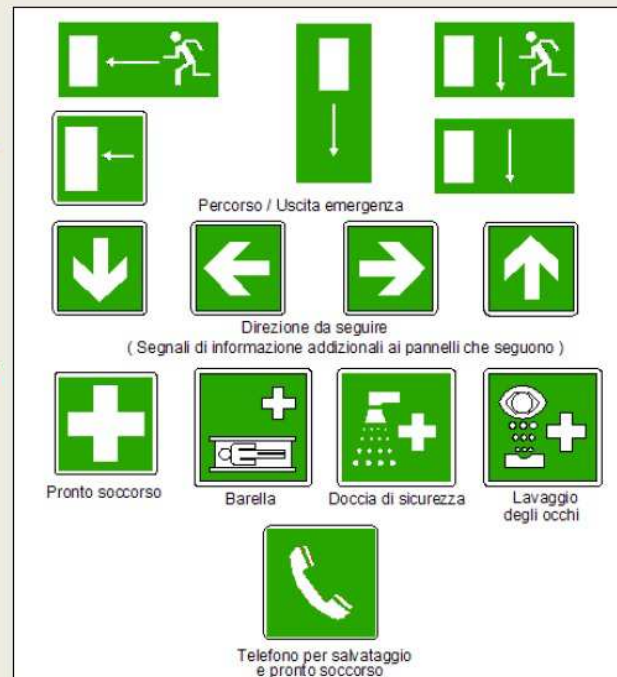 Percorso / Uscita emergenza
Direzione da seguire
( Segnali di informazione addizionali ai pannelli che seguono )
Pronto soccorso
Barella
Doccia di sicurezza
Lavaggio
degli occhi
Telefono per salvataggio
e pronto soccorso